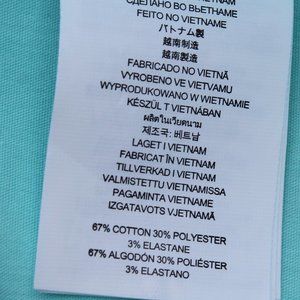 СДЕЛАНО ВО ВЬЕТНАМЕ
FEITO NO VIETNAME
ベトナム製
越南制造
越南製造
FABRICADO NO VIETNÃ
VYROBENO VE VIETVAMU
WYPRODUKOWANO W WIETNAMIE
KÉSZÜL T VIETNÁBAN
ผลิตในเวียดนาม
제조국: 베트남
LAGET I VIETNAM
FABRICAT ÎN VIETNAM
TILLVERKAD I VIETNAM
VALMISTETTU VIETNAMISSA
PAGAMINTA VIETNAME
IZGATAVOTS VJETNAMĀ
67% COTTON 30% POLYESTER
3% ELASTANE
67% ALGODÓN 30% POLIÉSTER
3% ELASTANO